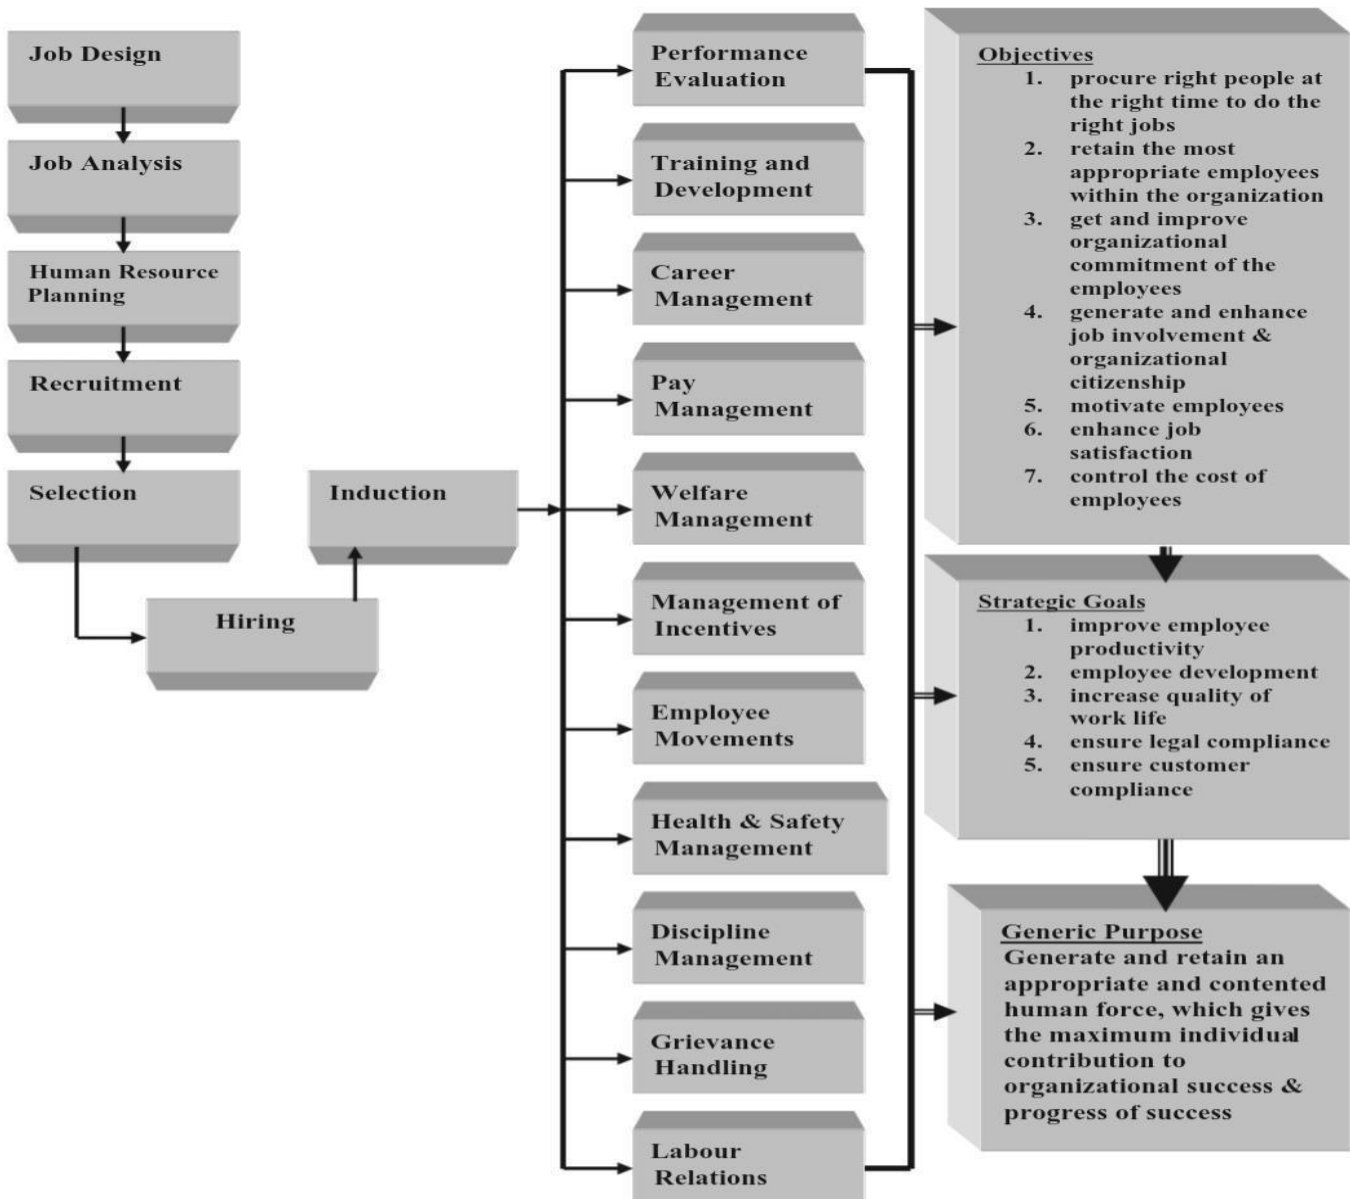 Job Design
Job Analysis
Human Resource
Planning
Recruitment
Selection
Hiring
Induction
Performance
Evaluation
Training and
Development
Career
Management
Pay
Management
Welfare
Management
Management of
Incentives
Employee
Movements
Health & Safety
Management
Discipline
Management
Grievance
Handling
Labour
Relations
Objectives
1. procure right people at
the right time to do the
right jobs
2. retain the most
appropriate employees
within the organization
3. get and improve
organizational
commitment of the
employees
4. generate and enhance
job involvement &
organizational
citizenship
5. motivate employees
6. enhance job
satisfaction
7. control the cost of
employees
Strategic Goals
1. improve employee
productivity
2. employee development
3. increase quality of
work life
4. ensure legal compliance
5. ensure customer
compliance
Generic Purpose
Generate and retain an
appropriate and contented
human force, which gives
the maximum individual
contribution to
organizational success &
progress of success